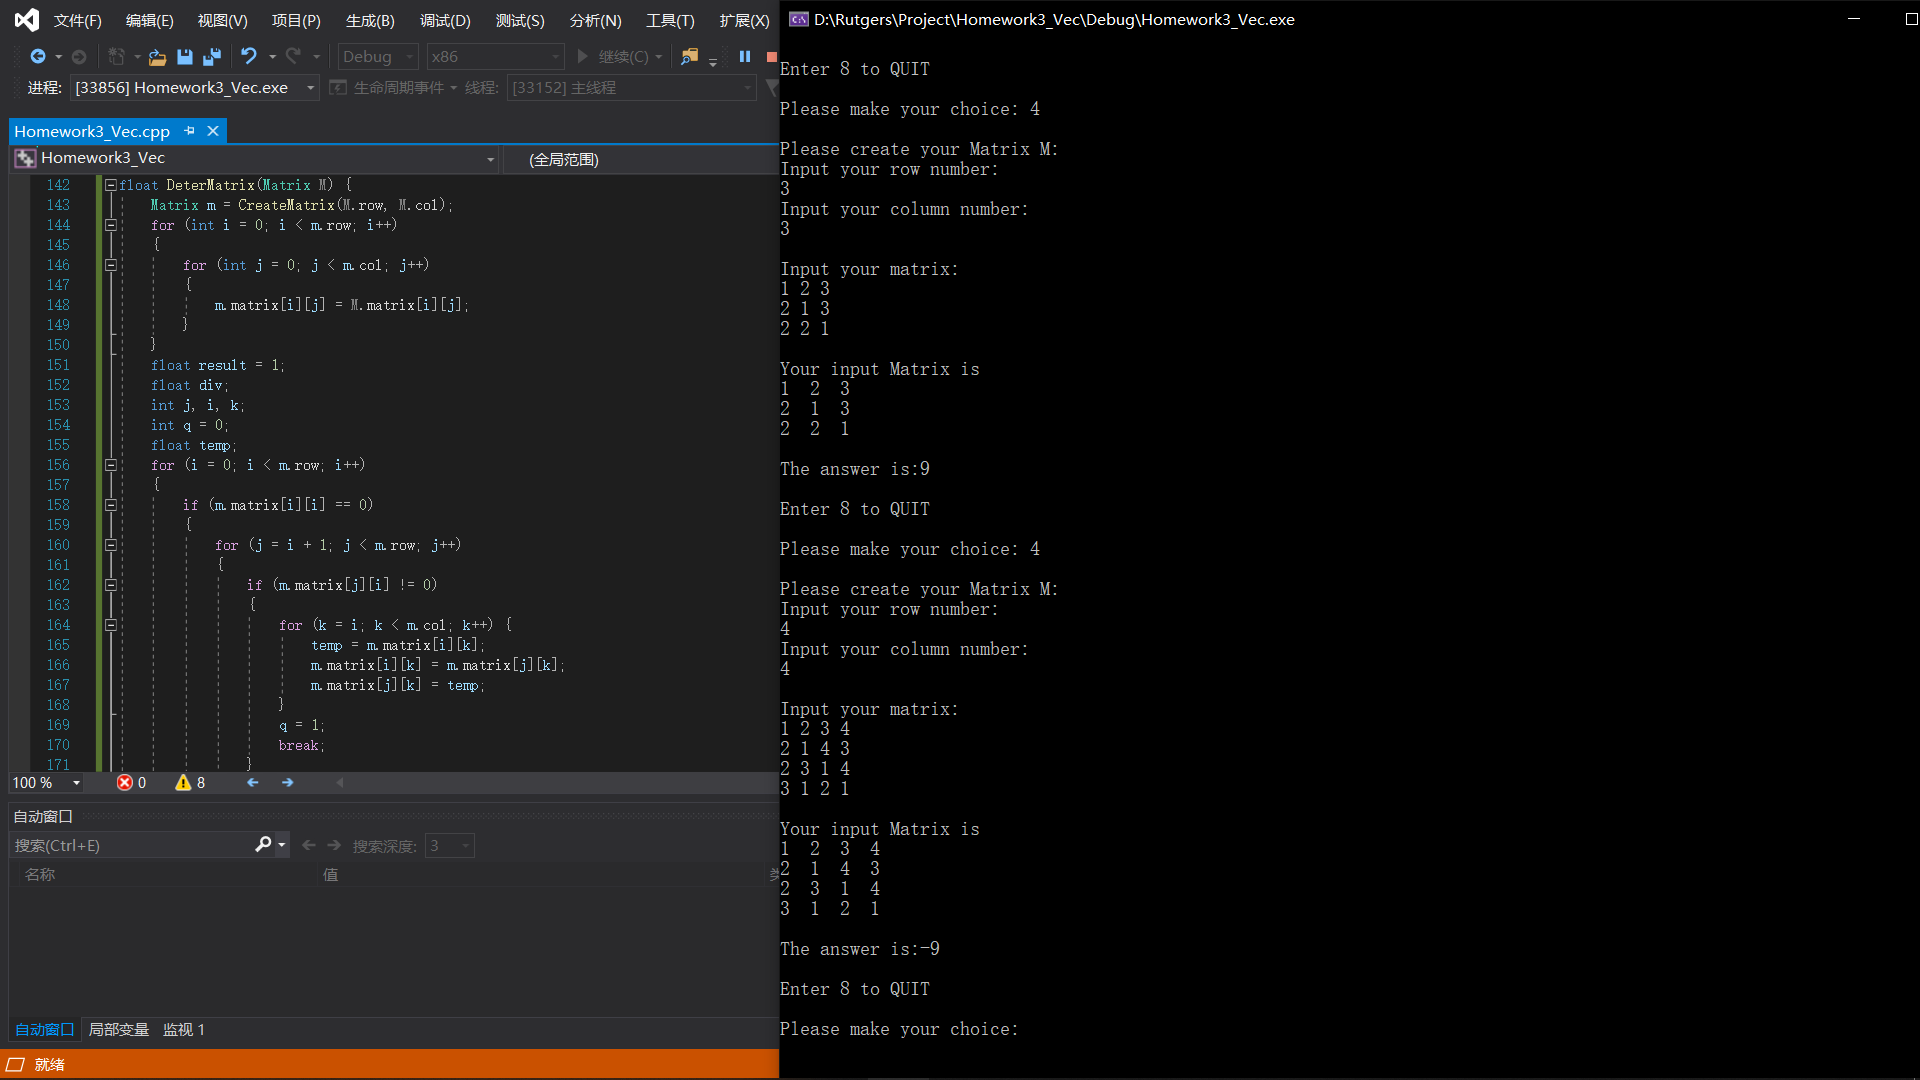 文件(F) 编辑(E) 视图(V) 项目(P) 生成(B) 调试(D) 测试(S) 分析(N) 工具(T) 扩展(X)
Debug x86 继续(C)
进程: [33856] Homework3_Vec.exe 生命周期事件 线程: [33152] 主线程
Homework3_Vec.cpp
Homework3_Vec (全局范围)
142 float DeterMatrix(Matrix M) {
143 Matrix m = CreateMatrix(M.row, M.col);
144 for (int i = 0; i < m.row; i++)
145 {
146 for (int j = 0; j < m.col; j++)
147 {
148 m.matrix[i][j] = M.matrix[i][j];
149 }
150 }
151 float result = 1;
152 float div;
153 int j, i, k;
154 int q = 0;
155 float temp;
156 for (i = 0; i < m.row; i++)
157 {
158 if (m.matrix[i][i] == 0)
159 {
160 for (j = i + 1; j < m.row; j++)
161 {
162 if (m.matrix[j][i] != 0)
163 {
164 for (k = i; k < m.col; k++) {
165 temp = m.matrix[i][k];
166 m.matrix[i][k] = m.matrix[j][k];
167 m.matrix[j][k] = temp;
168 }
169 q = 1;
170 break;
171 }
100 % 0 8
自动窗口
搜索(Ctrl+E) 搜索深度: 3
名称 值
自动窗口 局部变量 监视 1
就绪
D:\Rutgers\Project\Homework3_Vec\Debug\Homework3_Vec.exe
Enter 8 to QUIT
Please make your choice: 4
Please create your Matrix M:
Input your row number:
3
Input your column number:
3
Input your matrix:
1 2 3
2 1 3
2 2 1
Your input Matrix is
1 2 3
2 1 3
2 2 1
The answer is:9
Enter 8 to QUIT
Please make your choice: 4
Please create your Matrix M:
Input your row number:
4
Input your column number:
4
Input your matrix:
1 2 3 4
2 1 4 3
2 3 1 4
3 1 2 1
Your input Matrix is
1 2 3 4
2 1 4 3
2 3 1 4
3 1 2 1
The answer is:-9
Enter 8 to QUIT
Please make your choice: